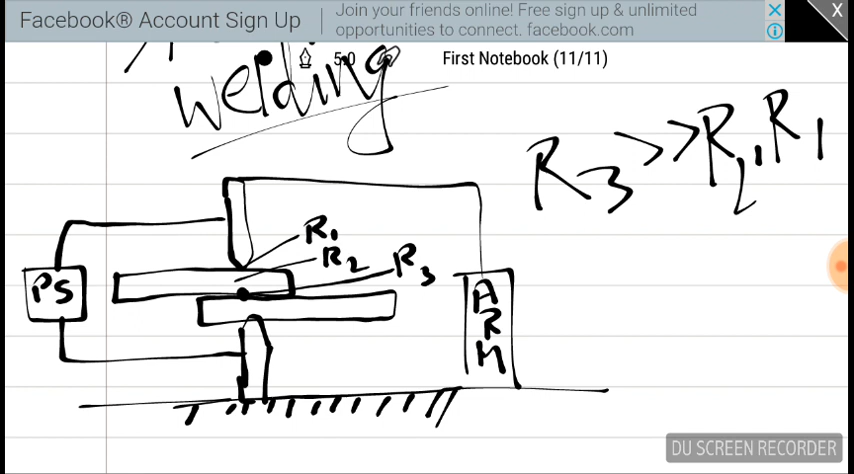 Facebook® Account Sign Up
Join your friends online! Free sign up & unlimited
opportunities to connect. facebook.com
X
5.0
First Notebook (11/11)
welding
R3 >> R2, R1
R1
R2
R3
PS
ARM
DU SCREEN RECORDER